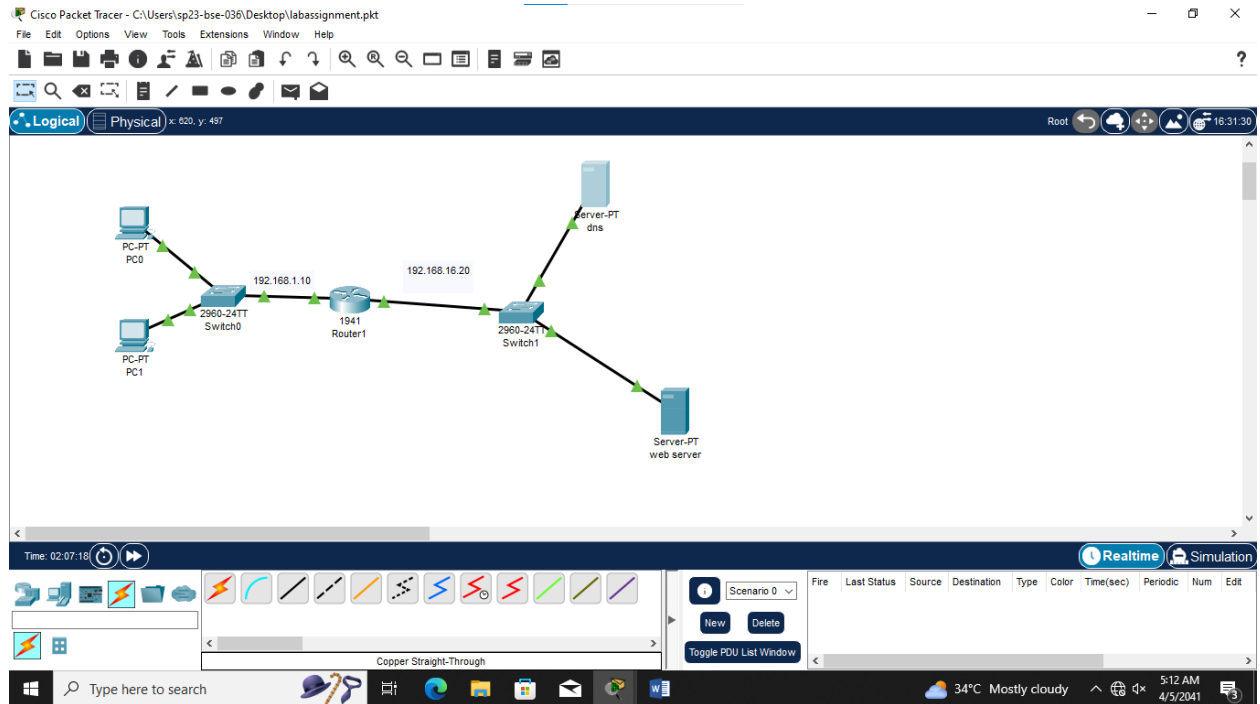 Cisco Packet Tracer - C:\Users\sp23-bse-036\Desktop\labassignment.pkt
File Edit Options View Tools Extensions Window Help
?
Logical Physical x: 620, y: 497 Root 16:31:30
Server-PT
dns
PC-PT
PC0
192.168.1.10
192.168.16.20
2960-24TT
Switch0
1941
Router1
2960-24TT
Switch1
PC-PT
PC1
Server-PT
web server
Time: 02:07:18 Realtime Simulation
Scenario 0
New Delete
Toggle PDU List Window
Fire Last Status Source Destination Type Color Time(sec) Periodic Num Edit
Copper Straight-Through
Type here to search
34°C Mostly cloudy
5:12 AM
4/5/2041
3